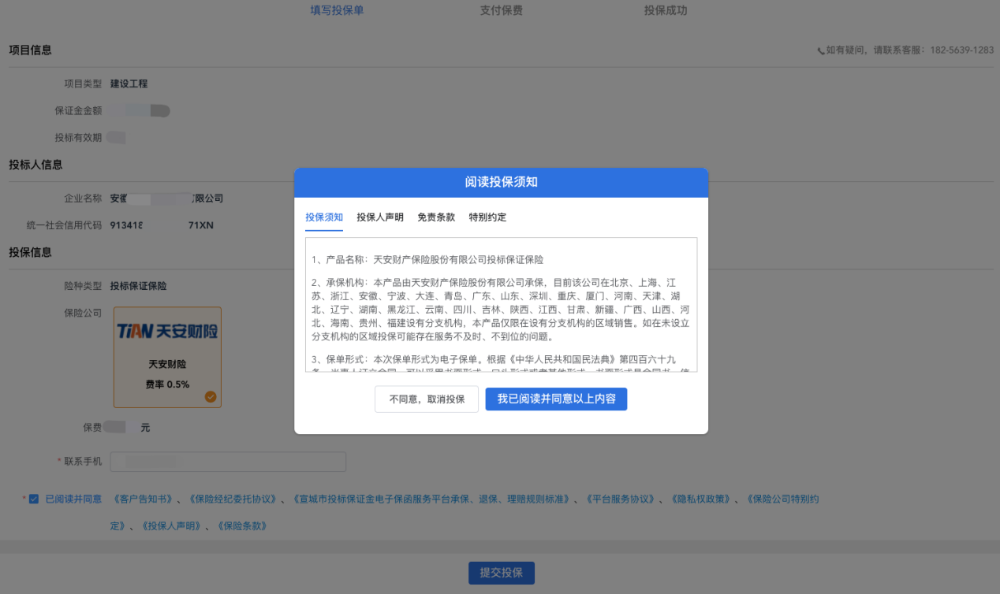 填写投保单 支付保费 投保成功
项目信息 如有疑问，请联系客服：182-5639-1283
项目类型 建设工程
保证金金额
投标有效期
投标人信息
企业名称 安 限公司
统一社会信用代码 91341 71XN
投保信息
险种类型 投标保证保险
保险公司
TIAN 天安财险
天安财险
费率 0.5%
保费 元
* 联系手机
* 已阅读并同意 《客户告知书》、《保险经纪委托协议》、《宣城市投标保证金电子保函服务平台承保、退保、理赔规则标准》、《平台服务协议》、《隐私权政策》、《保险公司特别约
定》、《投保人声明》、《保险条款》
提交投保
阅读投保须知
投保须知 投保人声明 免责条款 特别约定
1、产品名称：天安财产保险股份有限公司投标保证保险
2、承保机构：本产品由天安财产保险股份有限公司承保，目前该公司在北京、上海、江
苏、浙江、安徽、宁波、大连、青岛、广东、山东、深圳、重庆、厦门、河南、天津、湖
北、辽宁、湖南、黑龙江、云南、四川、吉林、陕西、江西、甘肃、新疆、广西、山西、河
北、海南、贵州、福建设有分支机构，本产品仅限在设有分支机构的区域销售。如在未设立
分支机构的区域投保可能存在服务不及时、不到位的问题。
3、保单形式：本次保单形式为电子保单。根据《中华人民共和国民法典》第四百六十九
条，当事人订立合同，可以采用书面形式、口头形式或者其他形式。书面形式是合同书、信
不同意，取消投保 我已阅读并同意以上内容